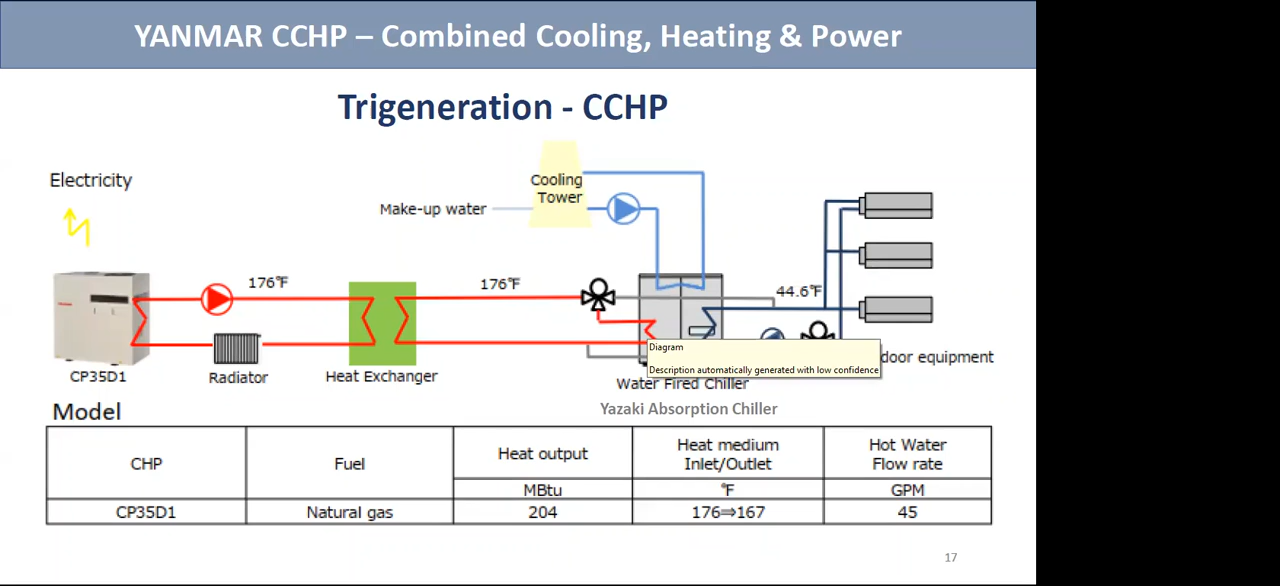 YANMAR CCHP – Combined Cooling, Heating & Power
Trigeneration - CCHP
Electricity
Cooling
Tower
Make-up water
176℉
176℉
44.6℉
Diagram
Description automatically generated with low confidence
door equipment
CP35D1
Radiator
Heat Exchanger
Water Fired Chiller
Yazaki Absorption Chiller
Model
CHP
Fuel
Heat output
Heat medium
Inlet/Outlet
Hot Water
Flow rate
MBtu
℉
GPM
CP35D1
Natural gas
204
176⇒167
45
17